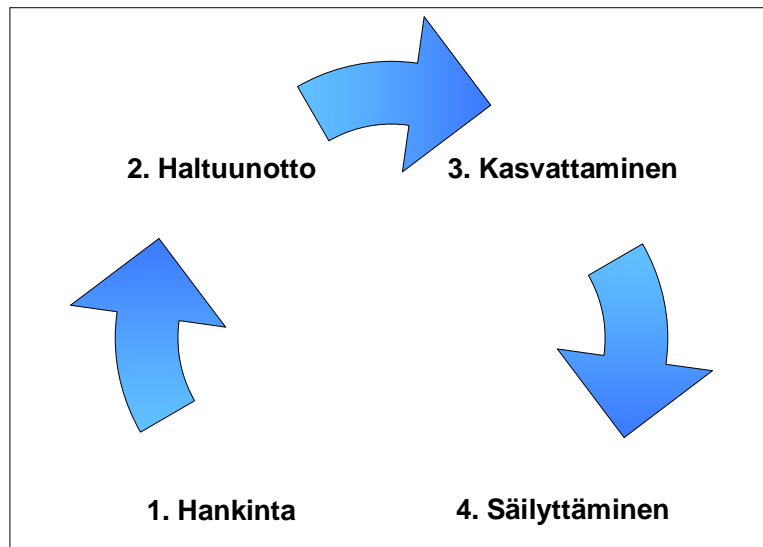 2. Haltuunotto
3. Kasvattaminen
1. Hankinta
4. Säilyttäminen